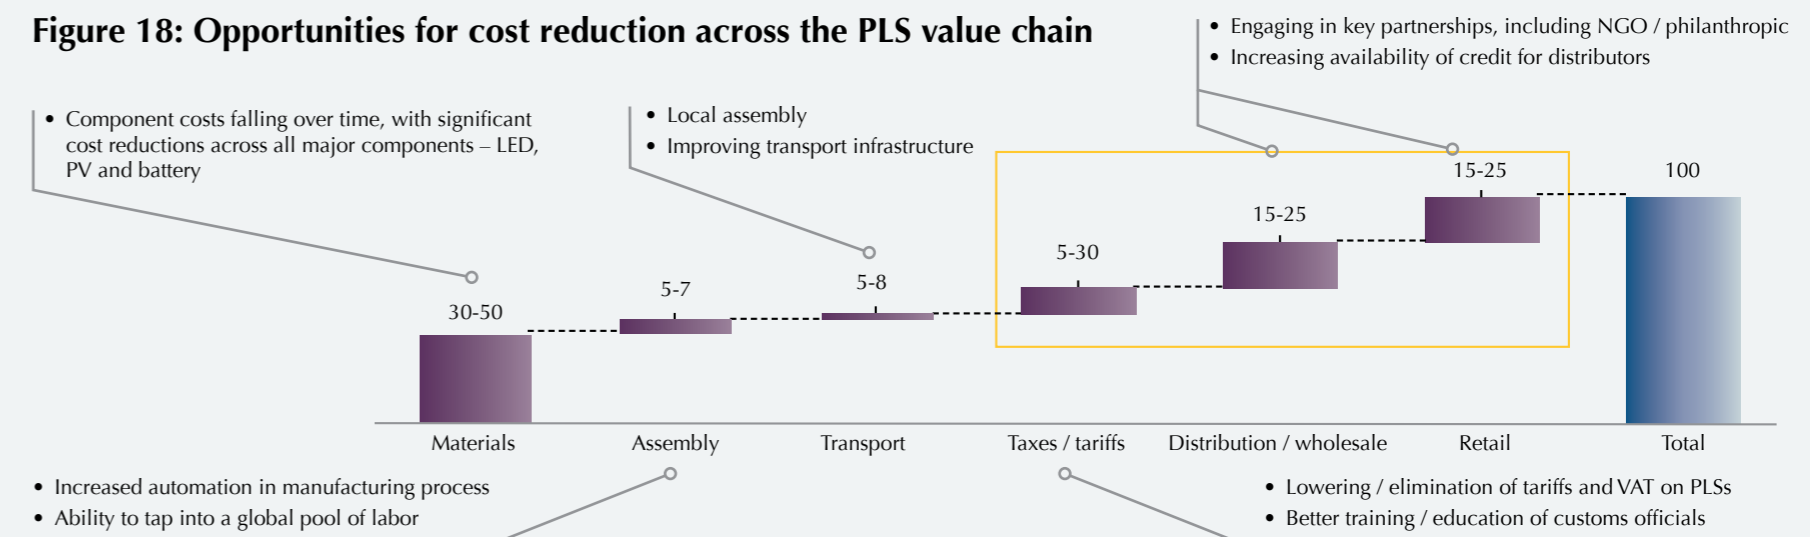 Figure 18: Opportunities for cost reduction across the PLS value chain
• Engaging in key partnerships, including NGO / philanthropic
• Increasing availability of credit for distributors
• Component costs falling over time, with significant
cost reductions across all major components – LED,
PV and battery
• Local assembly
• Improving transport infrastructure
30-50
5-7
5-8
5-30
15-25
15-25
100
Materials
Assembly
Transport
Taxes / tariffs
Distribution / wholesale
Retail
Total
• Increased automation in manufacturing process
• Ability to tap into a global pool of labor
• Lowering / elimination of tariffs and VAT on PLSs
• Better training / education of customs officials